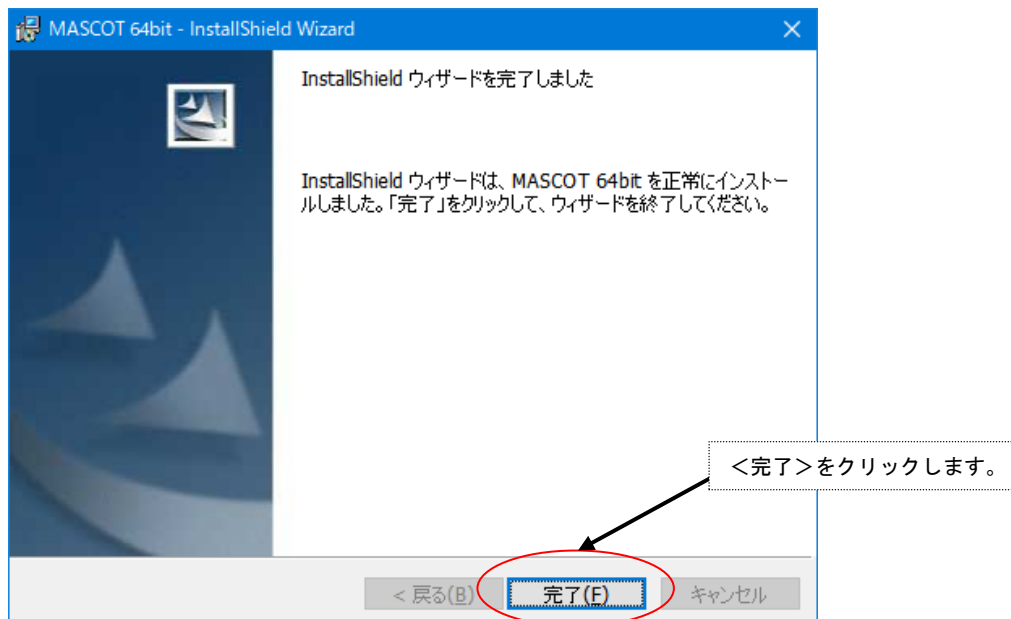 MASCOT 64bit - InstallShield Wizard
InstallShield ウィザードを完了しました
InstallShield ウィザードは、MASCOT 64bit を正常にインストー
ルしました。「完了」をクリックして、ウィザードを終了してください。
＜完了＞をクリックします。
< 戻る(B) 完了(F) キャンセル